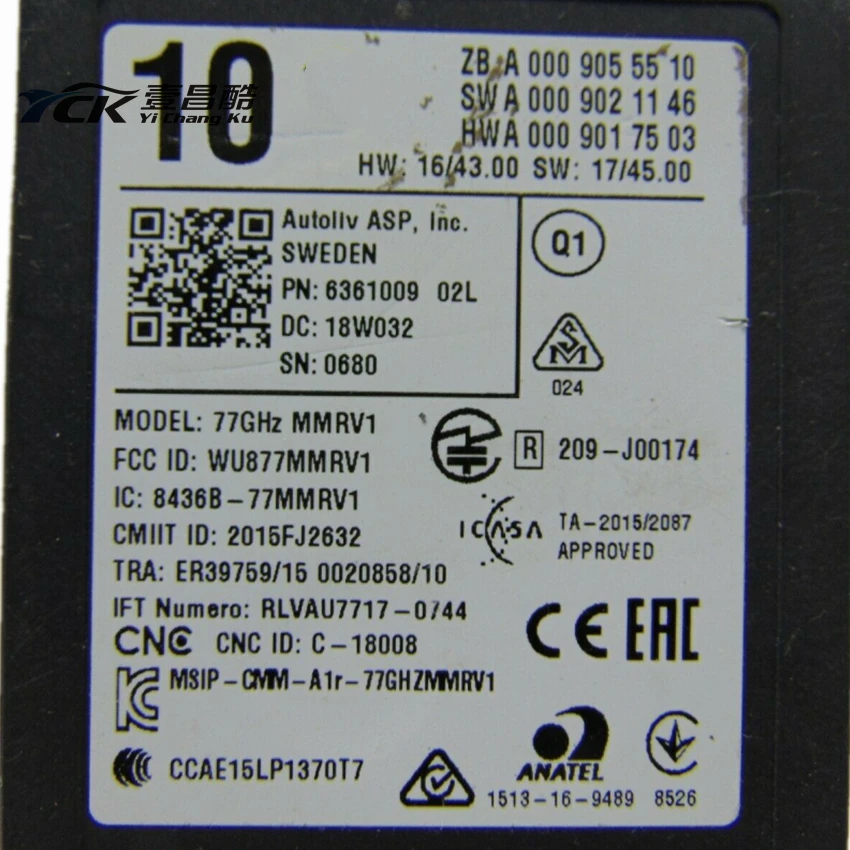 10
YCK 壹昌酷
Yi Chang Ku
ZB A 000 905 55 10
SW A 000 902 11 46
HW A 000 901 75 03
HW: 16/43.00 SW: 17/45.00
Autoliv ASP, Inc.
SWEDEN
PN: 6361009 02L
DC: 18W032
SN: 0680
Q1
SM
024
MODEL: 77GHz MMRV1
FCC ID: WU877MMRV1
IC: 8436B-77MMRV1
CMIIT ID: 2015FJ2632
TRA: ER39759/15 0020858/10
IFT Numero: RLVAU7717-0744
CNC CNC ID: C-18008
MSIP-CMM-A1r-77GHZMMRV1
CCAE15LP1370T7
R 209-J00174
ICASA TA-2015/2087
APPROVED
CE EAC
ANATEL
1513-16-9489 8526